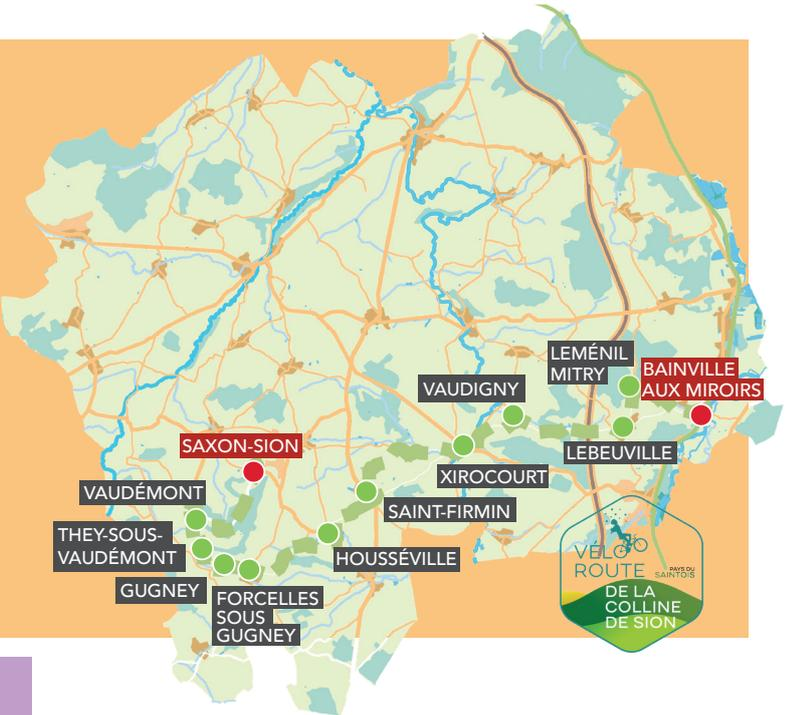 LEMÉNIL
MITRY
BAINVILLE
AUX MIROIRS
VAUDIGNY
SAXON-SION
LEBEUVILLE
XIROCOURT
VAUDÉMONT
SAINT-FIRMIN
THEY-SOUS-
VAUDÉMONT
HOUSSÉVILLE
GUGNEY
FORCELLES
SOUS
GUGNEY
VÉLO
ROUTE
PAYS DU
SAINTOIS
DE LA
COLLINE
DE SION